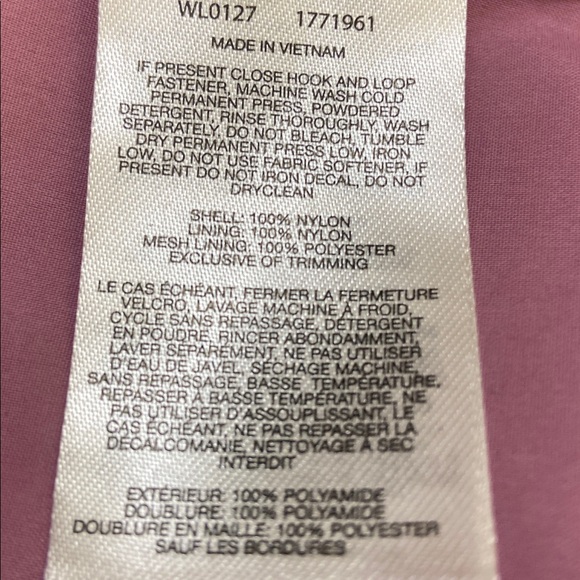 WL0127 1771961
MADE IN VIETNAM
IF PRESENT CLOSE HOOK AND LOOP
FASTENER, MACHINE WASH COLD
PERMANENT PRESS, POWDERED
DETERGENT, RINSE THOROUGHLY, WASH
SEPARATELY, DO NOT BLEACH, TUMBLE
DRY PERMANENT PRESS LOW, IRON
LOW, DO NOT USE FABRIC SOFTENER, IF
PRESENT DO NOT IRON DECAL, DO NOT
DRYCLEAN
SHELL: 100% NYLON
LINING: 100% NYLON
MESH LINING: 100% POLYESTER
EXCLUSIVE OF TRIMMING
LE CAS ÉCHÉANT, FERMER LA FERMETURE
VELCRO, LAVAGE MACHINE À FROID,
CYCLE SANS REPASSAGE, DÉTERGENT
EN POUDRE, RINCER ABONDAMMENT,
LAVER SÉPAREMENT, NE PAS UTILISER
D'EAU DE JAVEL, SÉCHAGE MACHINE,
SANS REPASSAGE, BASSE TEMPÉRATURE,
REPASSER À BASSE TEMPÉRATURE, NE
PAS UTILISER D'ASSOUPLISSANT, LE
CAS ÉCHÉANT, NE PAS REPASSER LA
DÉCALCOMANIE, NETTOYAGE À SEC
INTERDIT
EXTÉRIEUR: 100% POLYAMIDE
DOUBLURE: 100% POLYAMIDE
DOUBLURE EN MAILLE: 100% POLYESTER
SAUF LES BORDURES